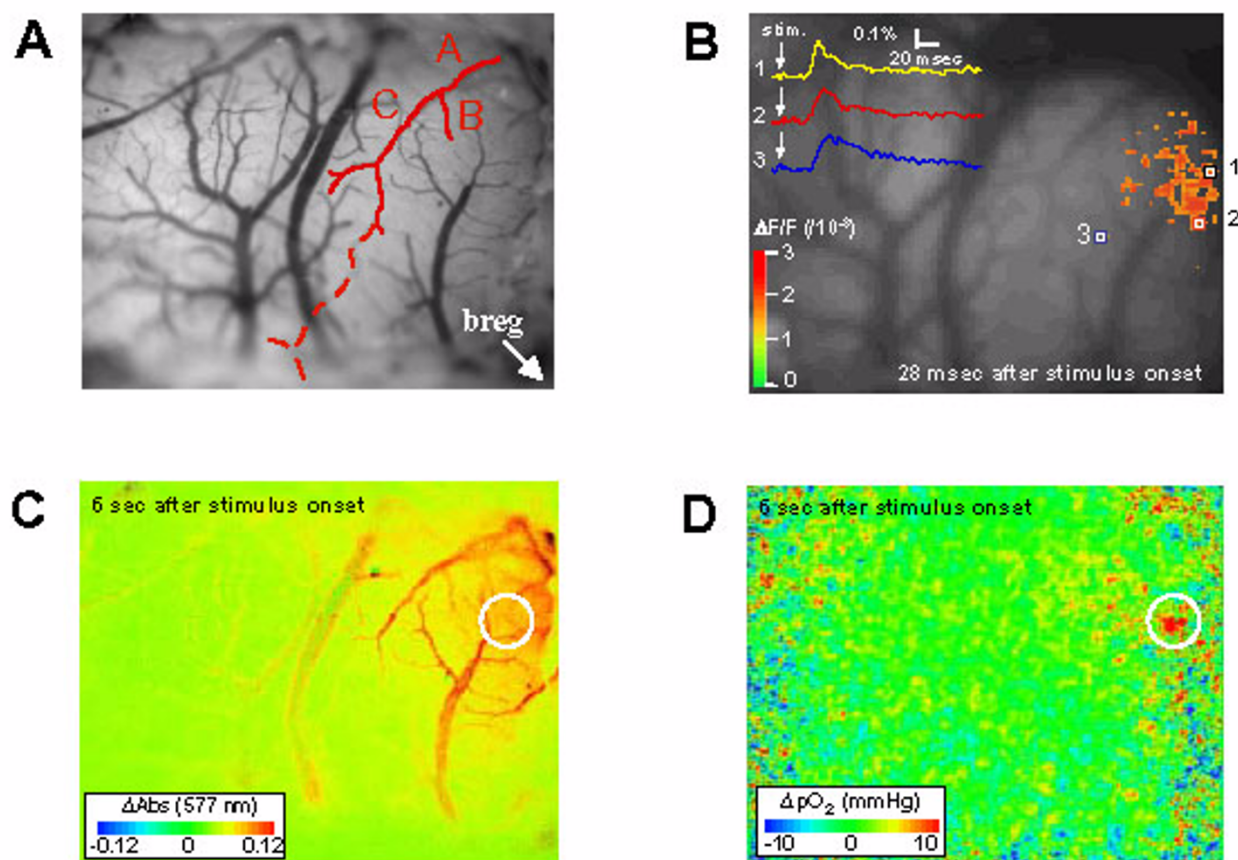 A
A
C
B
breg
B
stim.
0.1%
20 msec
1
2
3
1
2
3
ΔF/F (/10⁻³)
3
2
1
0
28 msec after stimulus onset
C
6 sec after stimulus onset
ΔAbs (577 nm)
-0.12 0 0.12
D
6 sec after stimulus onset
ΔpO₂ (mmHg)
-10 0 10